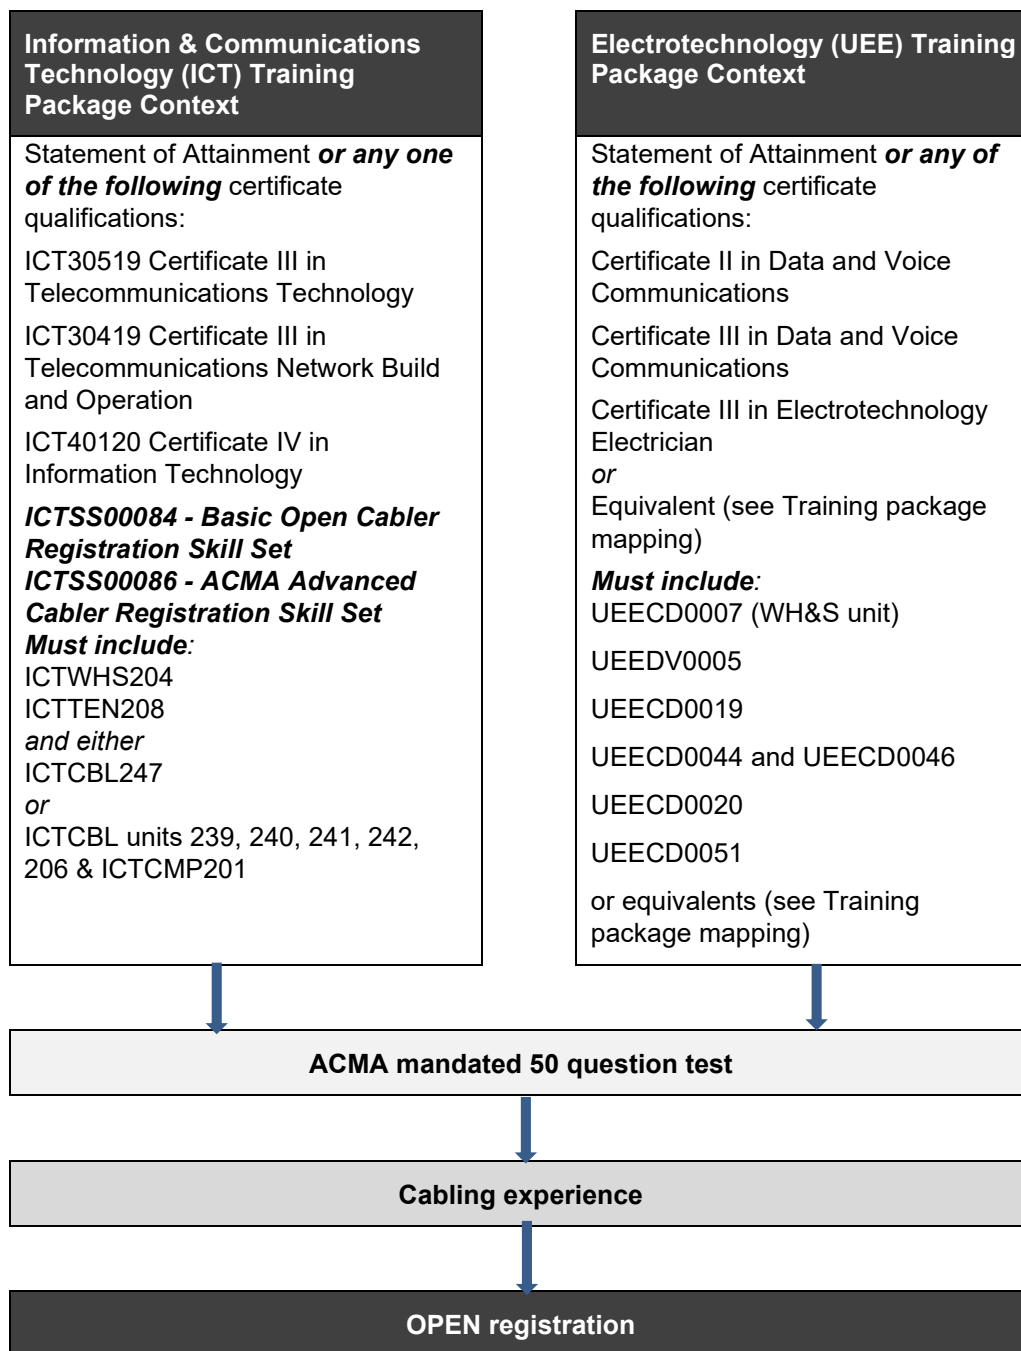 Information & Communications
Technology (ICT) Training
Package Context
Statement of Attainment or any one
of the following certificate
qualifications:
ICT30519 Certificate III in
Telecommunications Technology
ICT30419 Certificate III in
Telecommunications Network Build
and Operation
ICT40120 Certificate IV in
Information Technology
ICTSS00084 - Basic Open Cabler
Registration Skill Set
ICTSS00086 - ACMA Advanced
Cabler Registration Skill Set
Must include:
ICTWHS204
ICTTEN208
and either
ICTCBL247
or
ICTCBL units 239, 240, 241, 242,
206 & ICTCMP201
Electrotechnology (UEE) Training
Package Context
Statement of Attainment or any of
the following certificate
qualifications:
Certificate II in Data and Voice
Communications
Certificate III in Data and Voice
Communications
Certificate III in Electrotechnology
Electrician
or
Equivalent (see Training package
mapping)
Must include:
UEECD0007 (WH&S unit)
UEEDV0005
UEECD0019
UEECD0044 and UEECD0046
UEECD0020
UEECD0051
or equivalents (see Training
package mapping)
ACMA mandated 50 question test
Cabling experience
OPEN registration